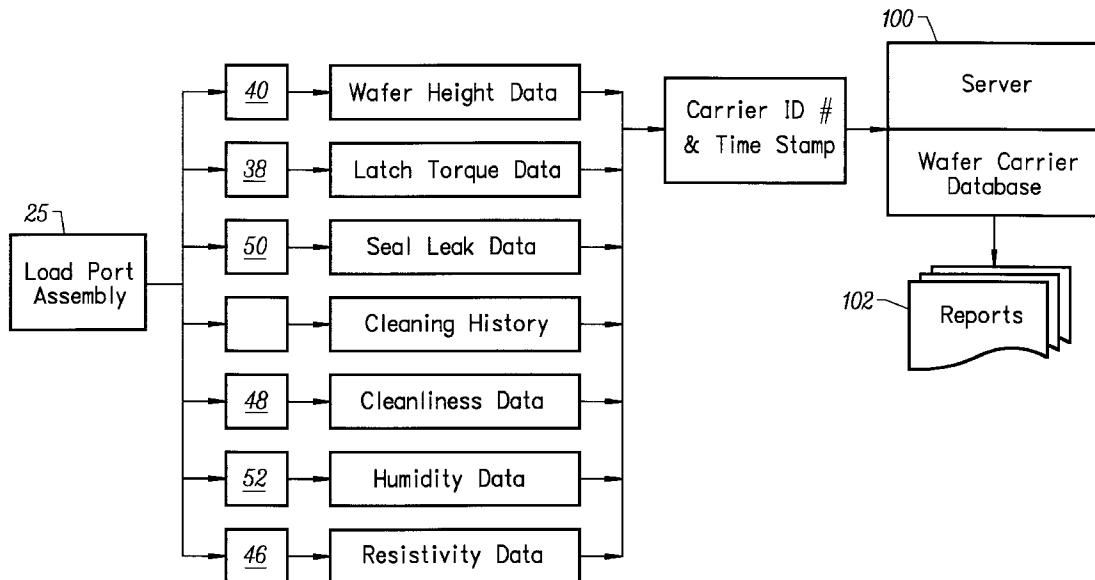 100
Server
Wafer Carrier
Database
40
Wafer Height Data
Carrier ID #
& Time Stamp
38
Latch Torque Data
25
Load Port
Assembly
50
Seal Leak Data
Cleaning History
102
Reports
48
Cleanliness Data
52
Humidity Data
46
Resistivity Data